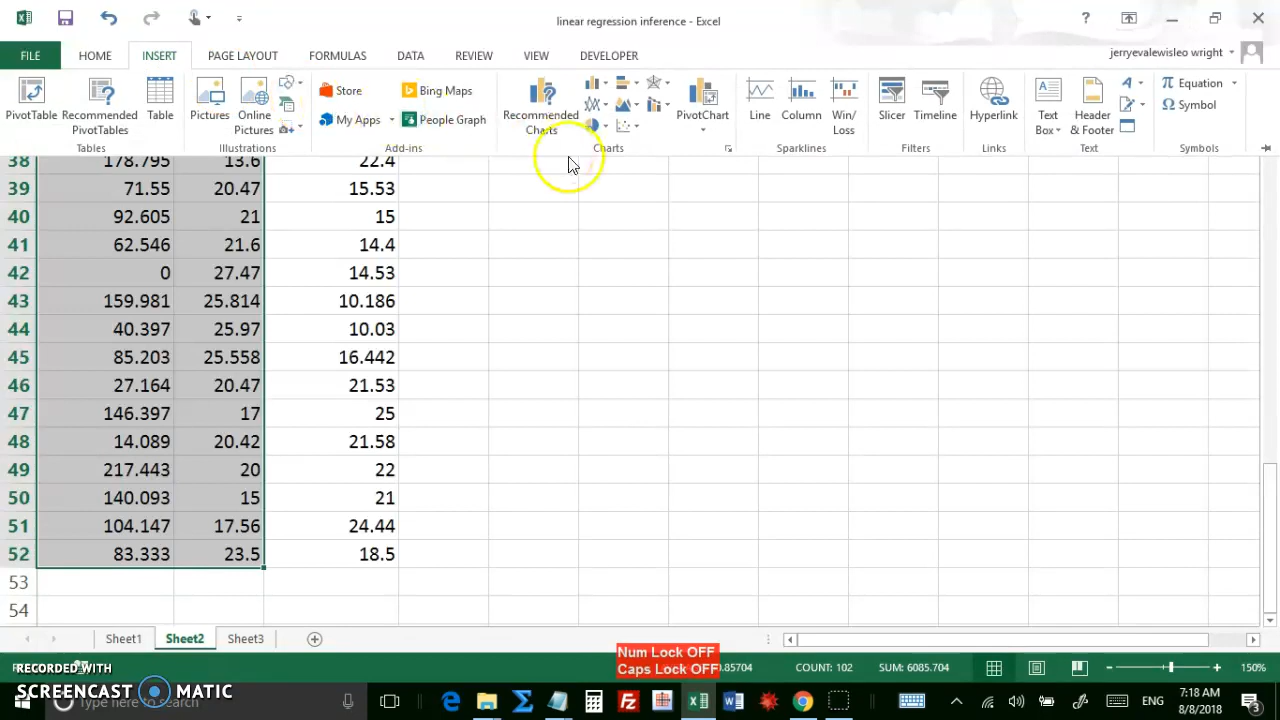 linear regression inference - Excel
jerryevalewisleo wright
FILE HOME INSERT PAGE LAYOUT FORMULAS DATA REVIEW VIEW DEVELOPER
PivotTable
Recommended
PivotTables
Table
Tables
Pictures
Online
Pictures
Illustrations
Store
My Apps
Bing Maps
People Graph
Add-ins
Recommended
Charts
PivotChart
Charts
Line
Column
Win/
Loss
Sparklines
Slicer
Timeline
Filters
Hyperlink
Links
Text
Box
Header
& Footer
Text
Equation
Symbol
Symbols
38 178.795 13.6 22.4
39 71.55 20.47 15.53
40 92.605 21 15
41 62.546 21.6 14.4
42 0 27.47 14.53
43 159.981 25.814 10.186
44 40.397 25.97 10.03
45 85.203 25.558 16.442
46 27.164 20.47 21.53
47 146.397 17 25
48 14.089 20.42 21.58
49 217.443 20 22
50 140.093 15 21
51 104.147 17.56 24.44
52 83.333 23.5 18.5
53
54
Sheet1 Sheet2 Sheet3
Num Lock OFF
Caps Lock OFF
COUNT: 102 SUM: 6085.704 150%
RECORDED WITH
SCREENCAST MATIC
ENG
7:18 AM
8/8/2018